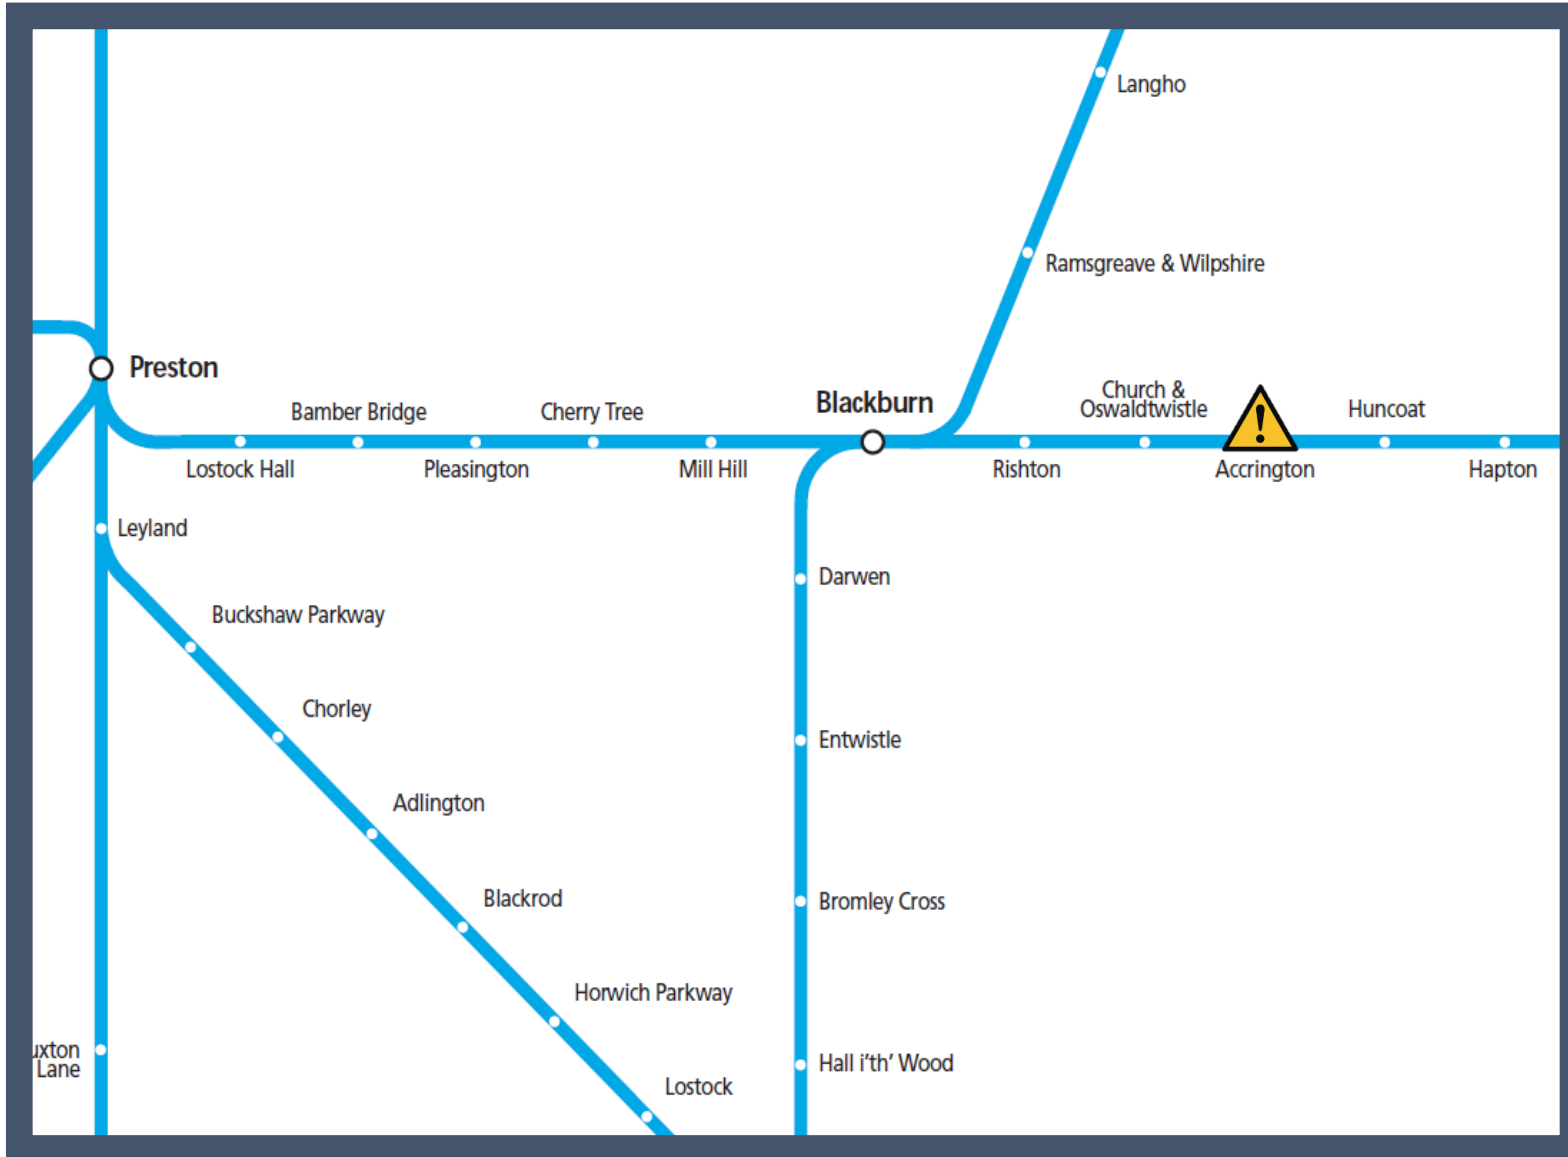 Langho
Ramsgreave & Wilpshire
Preston
Bamber Bridge
Cherry Tree
Blackburn
Church &
Oswaldtwistle
Huncoat
Lostock Hall
Pleasington
Mill Hill
Rishton
Accrington
Hapton
Leyland
Darwen
Buckshaw Parkway
Chorley
Entwistle
Adlington
Blackrod
Bromley Cross
Horwich Parkway
uxton
Lane
Hall i'th' Wood
Lostock